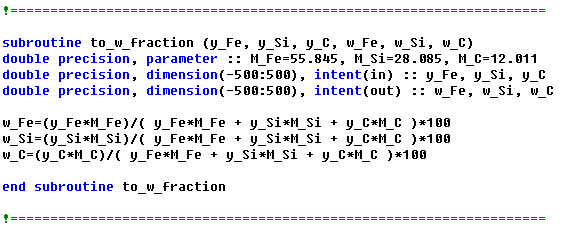 !===================================================================
subroutine to_w_fraction (y_Fe, y_Si, y_C, w_Fe, w_Si, w_C)
double precision, parameter :: M_Fe=55.845, M_Si=28.085, M_C=12.011
double precision, dimension(-500:500), intent(in) :: y_Fe, y_Si, y_C
double precision, dimension(-500:500), intent(out) :: w_Fe, w_Si, w_C
w_Fe=(y_Fe*M_Fe)/( y_Fe*M_Fe + y_Si*M_Si + y_C*M_C )*100
w_Si=(y_Si*M_Si)/( y_Fe*M_Fe + y_Si*M_Si + y_C*M_C )*100
w_C=(y_C*M_C)/( y_Fe*M_Fe + y_Si*M_Si + y_C*M_C )*100
end subroutine to_w_fraction
!===================================================================